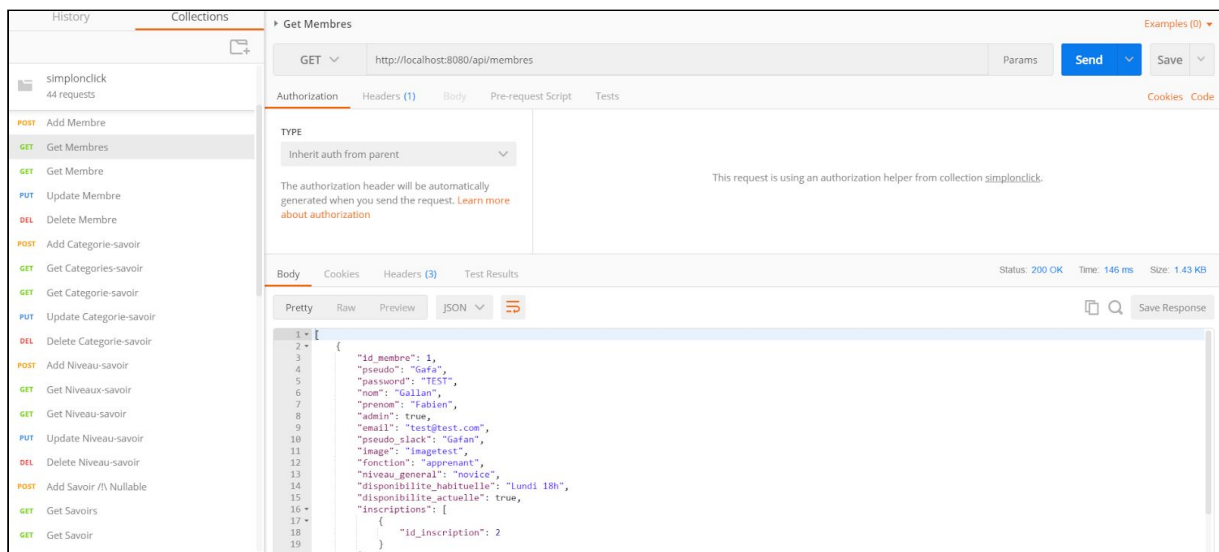 History Collections
simplonclick
44 requests
POST Add Membre
GET Get Membres
GET Get Membre
PUT Update Membre
DEL Delete Membre
POST Add Categorie-savoir
GET Get Categories-savoir
GET Get Categorie-savoir
PUT Update Categorie-savoir
DEL Delete Categorie-savoir
POST Add Niveau-savoir
GET Get Niveaux-savoir
GET Get Niveau-savoir
PUT Update Niveau-savoir
DEL Delete Niveau-savoir
POST Add Savoir /!\ Nullable
GET Get Savoirs
GET Get Savoir
Get Membres Examples (0)
GET http://localhost:8080/api/membres Params Send Save
Authorization Headers (1) Body Pre-request Script Tests Cookies Code
TYPE
Inherit auth from parent
The authorization header will be automatically
generated when you send the request. Learn more
about authorization
This request is using an authorization helper from collection simplonclick.
Body Cookies Headers (3) Test Results Status: 200 OK Time: 146 ms Size: 1.43 KB
Pretty Raw Preview JSON Save Response
1 [
2 {
3 "id_membre": 1,
4 "pseudo": "Gafa",
5 "password": "TEST",
6 "nom": "Gallan",
7 "prenom": "Fabien",
8 "admin": true,
9 "email": "test@test.com",
10 "pseudo_slack": "Gafan",
11 "image": "imagetest",
12 "fonction": "apprenant",
13 "niveau_general": "novice",
14 "disponibilite_habituelle": "Lundi 18h",
15 "disponibilite_actuelle": true,
16 "inscriptions": [
17 {
18 "id_inscription": 2
19 }